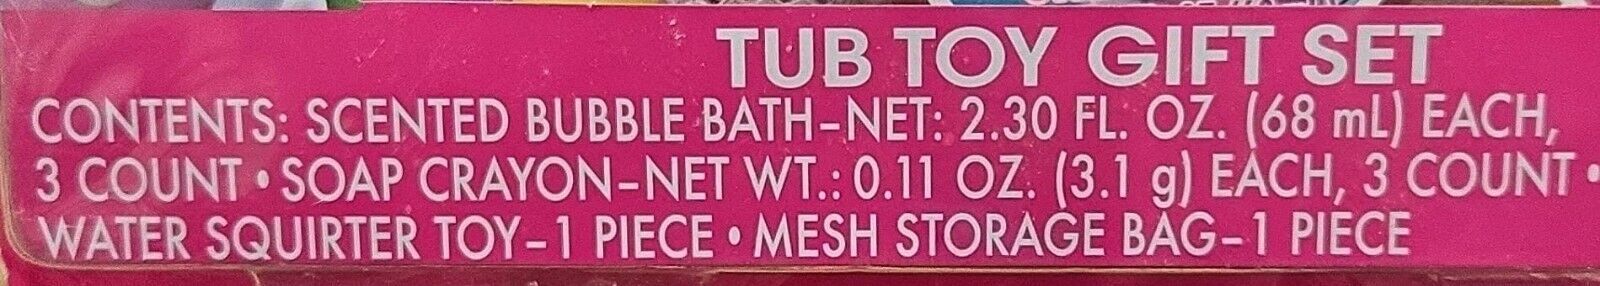 TUB TOY GIFT SET
CONTENTS: SCENTED BUBBLE BATH-NET: 2.30 FL. OZ. (68 mL) EACH,
3 COUNT • SOAP CRAYON-NET WT.: 0.11 OZ. (3.1 g) EACH, 3 COUNT •
WATER SQUIRTER TOY-1 PIECE • MESH STORAGE BAG-1 PIECE